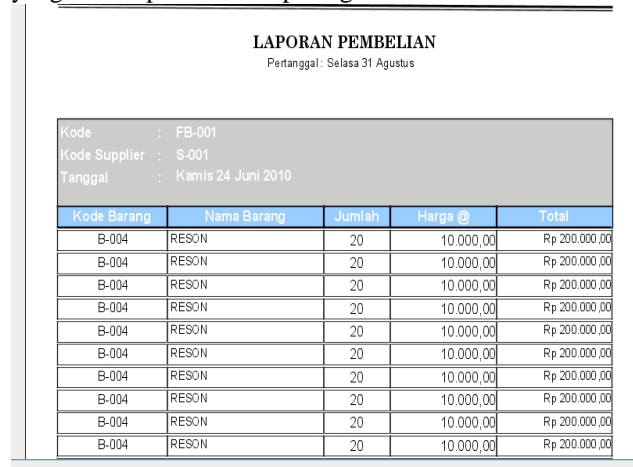 LAPORAN PEMBELIAN
Pertanggal : Selasa 31 Agustus
Kode : FB-001
Kode Supplier : S-001
Tanggal : Kamis 24 Juni 2010
Kode Barang Nama Barang Jumlah Harga @ Total
B-004 RESON 20 10.000,00 Rp 200.000,00
B-004 RESON 20 10.000,00 Rp 200.000,00
B-004 RESON 20 10.000,00 Rp 200.000,00
B-004 RESON 20 10.000,00 Rp 200.000,00
B-004 RESON 20 10.000,00 Rp 200.000,00
B-004 RESON 20 10.000,00 Rp 200.000,00
B-004 RESON 20 10.000,00 Rp 200.000,00
B-004 RESON 20 10.000,00 Rp 200.000,00
B-004 RESON 20 10.000,00 Rp 200.000,00
B-004 RESON 20 10.000,00 Rp 200.000,00